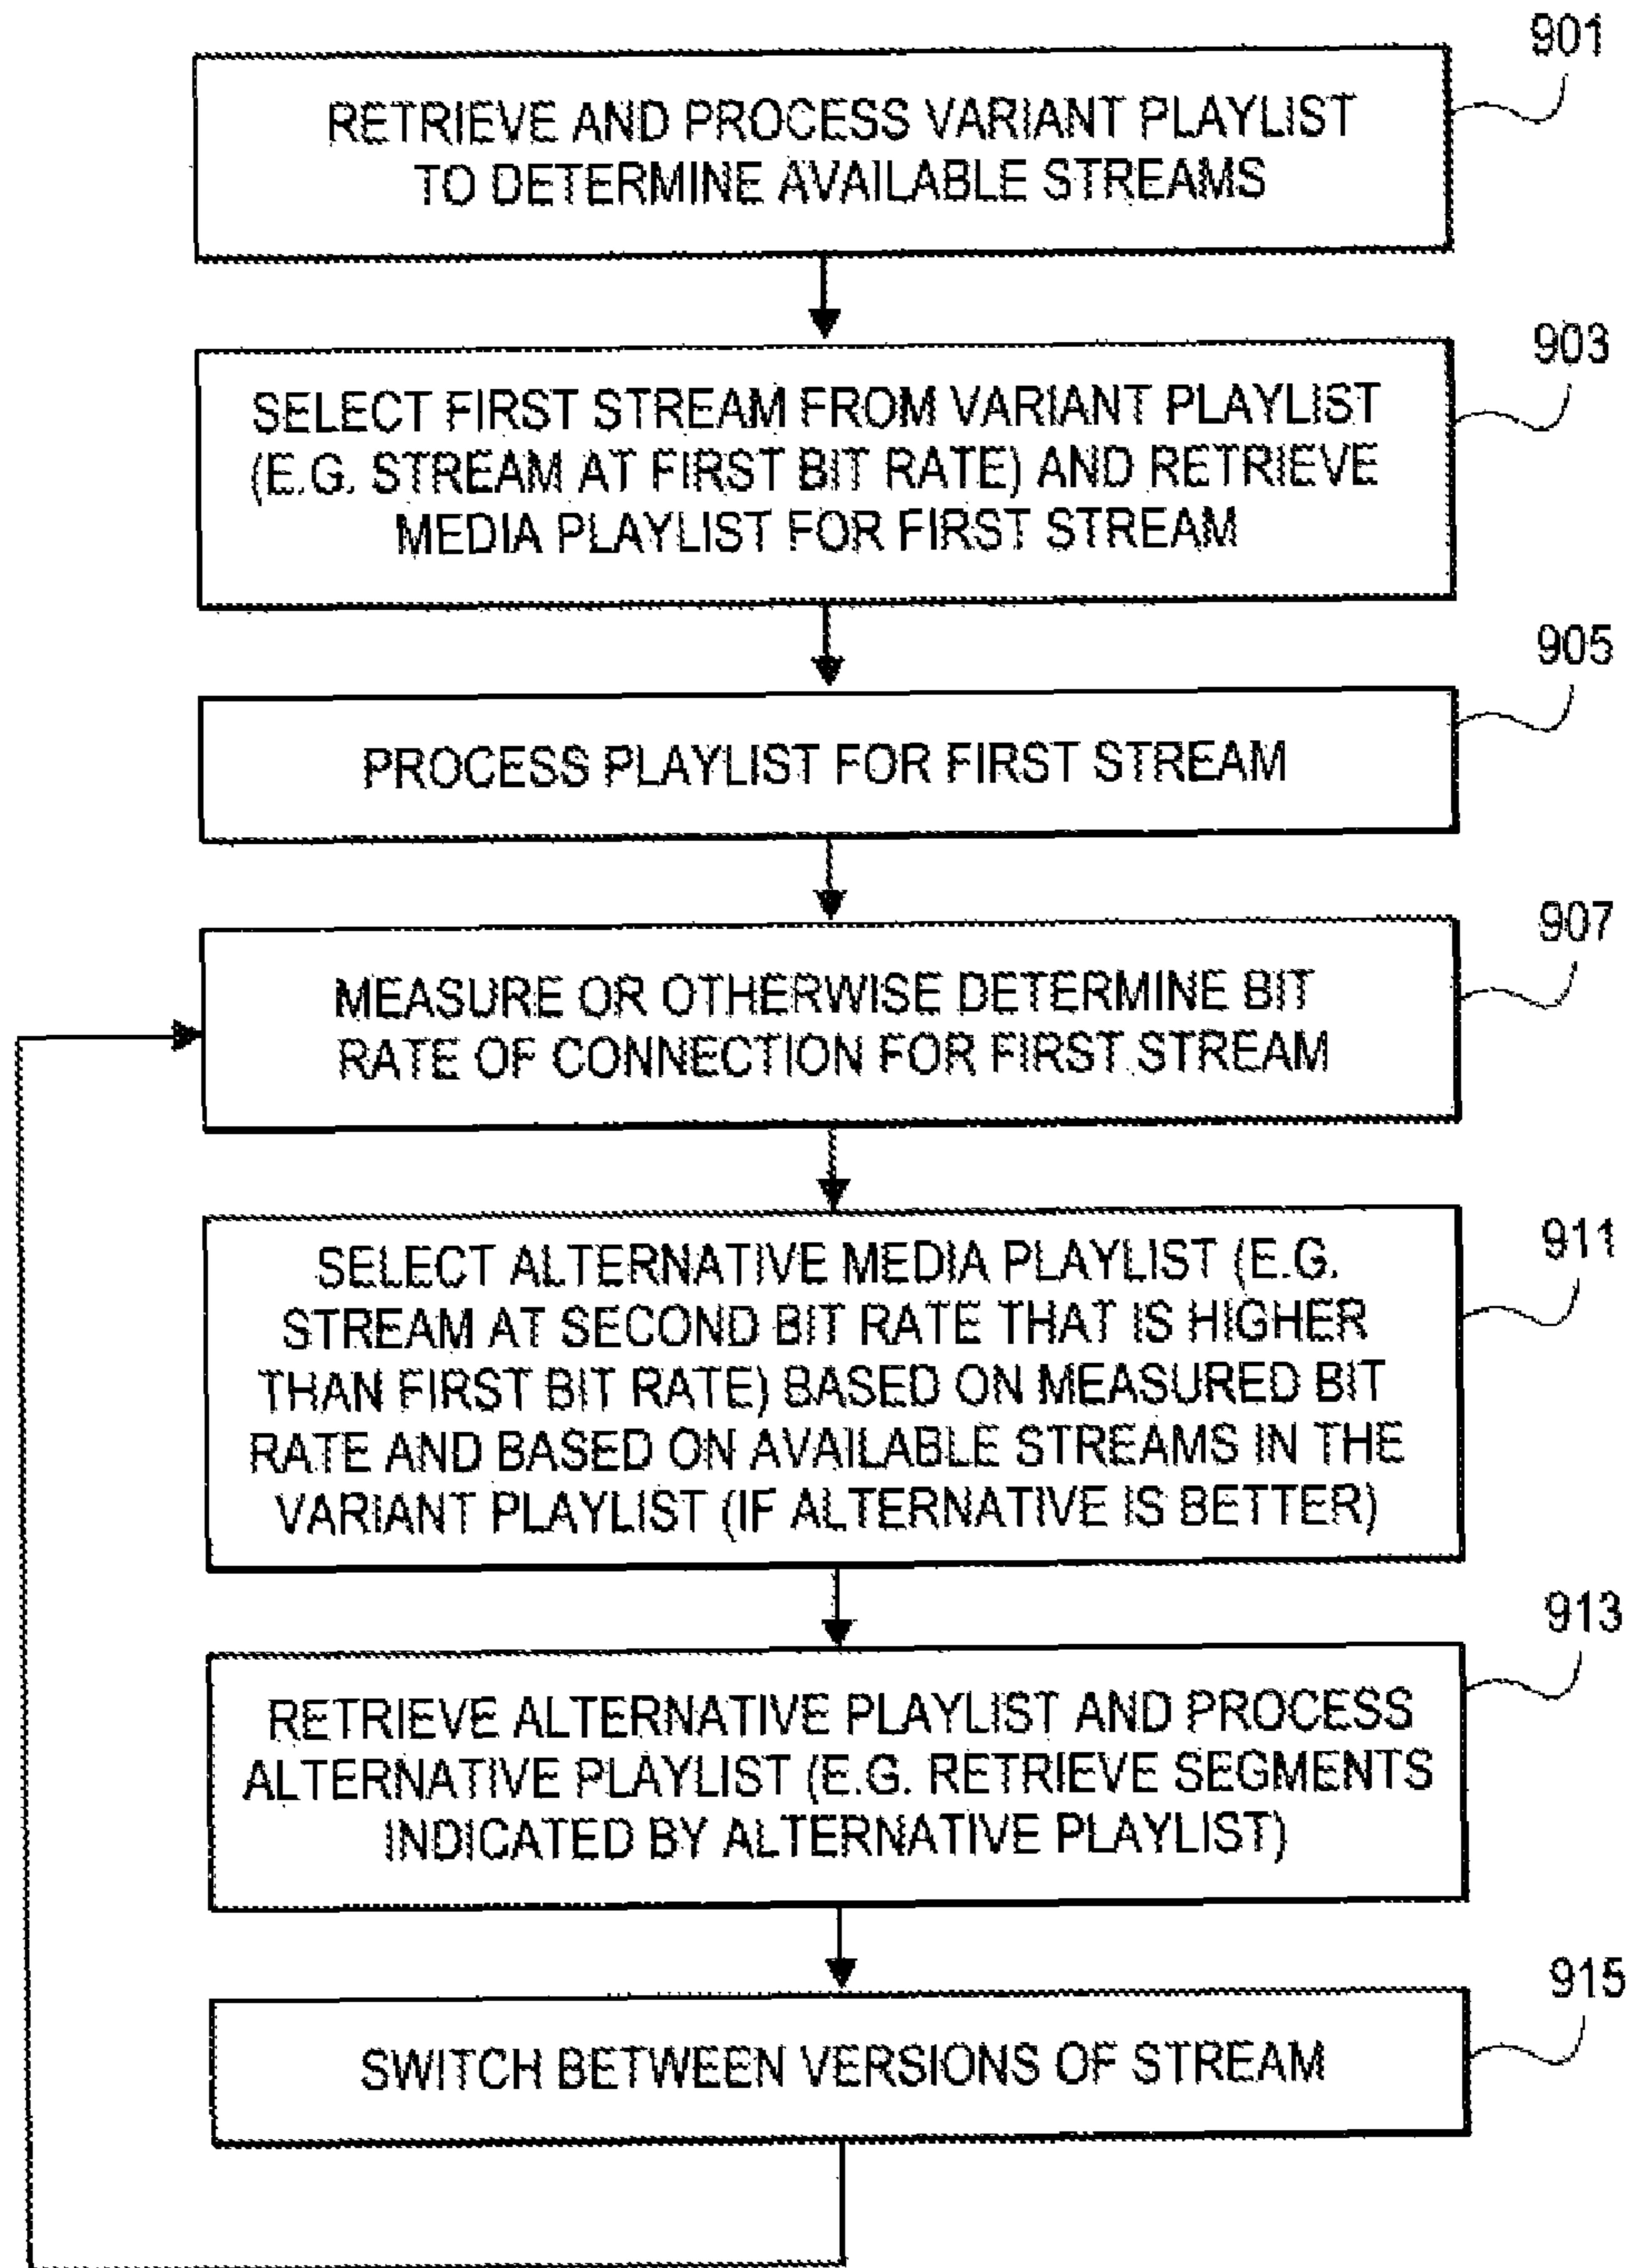 901
RETRIEVE AND PROCESS VARIANT PLAYLIST
TO DETERMINE AVAILABLE STREAMS
903
SELECT FIRST STREAM FROM VARIANT PLAYLIST
(E.G. STREAM AT FIRST BIT RATE) AND RETRIEVE
MEDIA PLAYLIST FOR FIRST STREAM
905
PROCESS PLAYLIST FOR FIRST STREAM
907
MEASURE OR OTHERWISE DETERMINE BIT
RATE OF CONNECTION FOR FIRST STREAM
911
SELECT ALTERNATIVE MEDIA PLAYLIST (E.G.
STREAM AT SECOND BIT RATE THAT IS HIGHER
THAN FIRST BIT RATE) BASED ON MEASURED BIT
RATE AND BASED ON AVAILABLE STREAMS IN THE
VARIANT PLAYLIST (IF ALTERNATIVE IS BETTER)
913
RETRIEVE ALTERNATIVE PLAYLIST AND PROCESS
ALTERNATIVE PLAYLIST (E.G. RETRIEVE SEGMENTS
INDICATED BY ALTERNATIVE PLAYLIST)
915
SWITCH BETWEEN VERSIONS OF STREAM